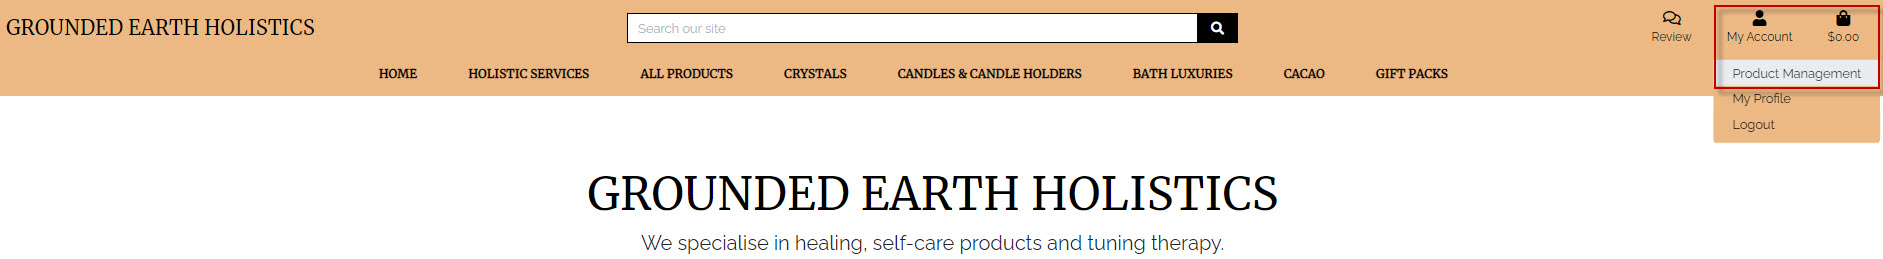 GROUNDED EARTH HOLISTICS
Search our site
Review
My Account
$0.00
HOME
HOLISTIC SERVICES
ALL PRODUCTS
CRYSTALS
CANDLES & CANDLE HOLDERS
BATH LUXURIES
CACAO
GIFT PACKS
Product Management
My Profile
Logout
GROUNDED EARTH HOLISTICS
We specialise in healing, self-care products and tuning therapy.